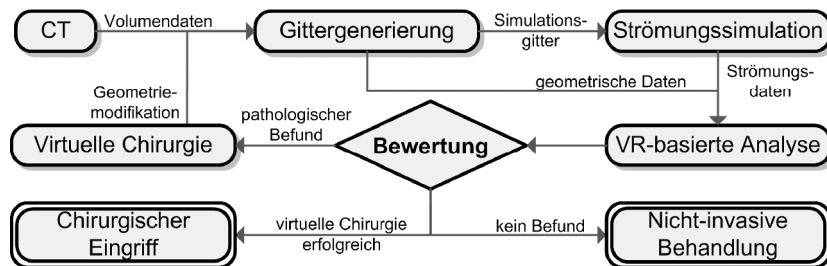 CT
Volumendaten
Gittergenerierung
Simulations-
gitter
Strömungssimulation
Geometrie-
modifikation
geometrische Daten
Strömungs-
daten
Virtuelle Chirurgie
pathologischer
Befund
Bewertung
VR-basierte Analyse
Chirurgischer
Eingriff
virtuelle Chirurgie
erfolgreich
kein Befund
Nicht-invasive
Behandlung